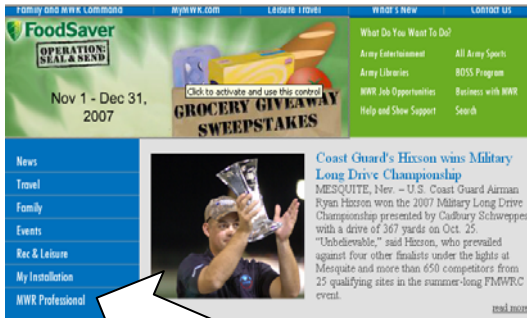 Family and MWR Command
MyMWR.com
Leisure Travel
What's New
Contact Us
FoodSaver
OPERATION:
SEAL & SEND
Nov 1 - Dec 31,
2007
Click to activate and use this control
GROCERY GIVEAWAY
SWEEPSTAKES
What Do You Want To Do?
Army Entertainment
All Army Sports
Army Libraries
BOSS Program
MWR Job Opportunities
Business with MWR
Help and Show Support
Search
News
Travel
Family
Events
Rec & Leisure
My Installation
MWR Professional
Coast Guard's Hixson wins Military
Long Drive Championship
MESQUITE, Nev. – U.S. Coast Guard Airman
Ryan Hixson won the 2007 Military Long Drive
Championship presented by Cadbury Schweppes
with a drive of 367 yards on Oct. 25.
"Unbelievable," said Hixson, who prevailed
against four other finalists under the lights at
Mesquite and more than 650 competitors from
25 qualifying sites in the summer-long FMWRC
event.
read more